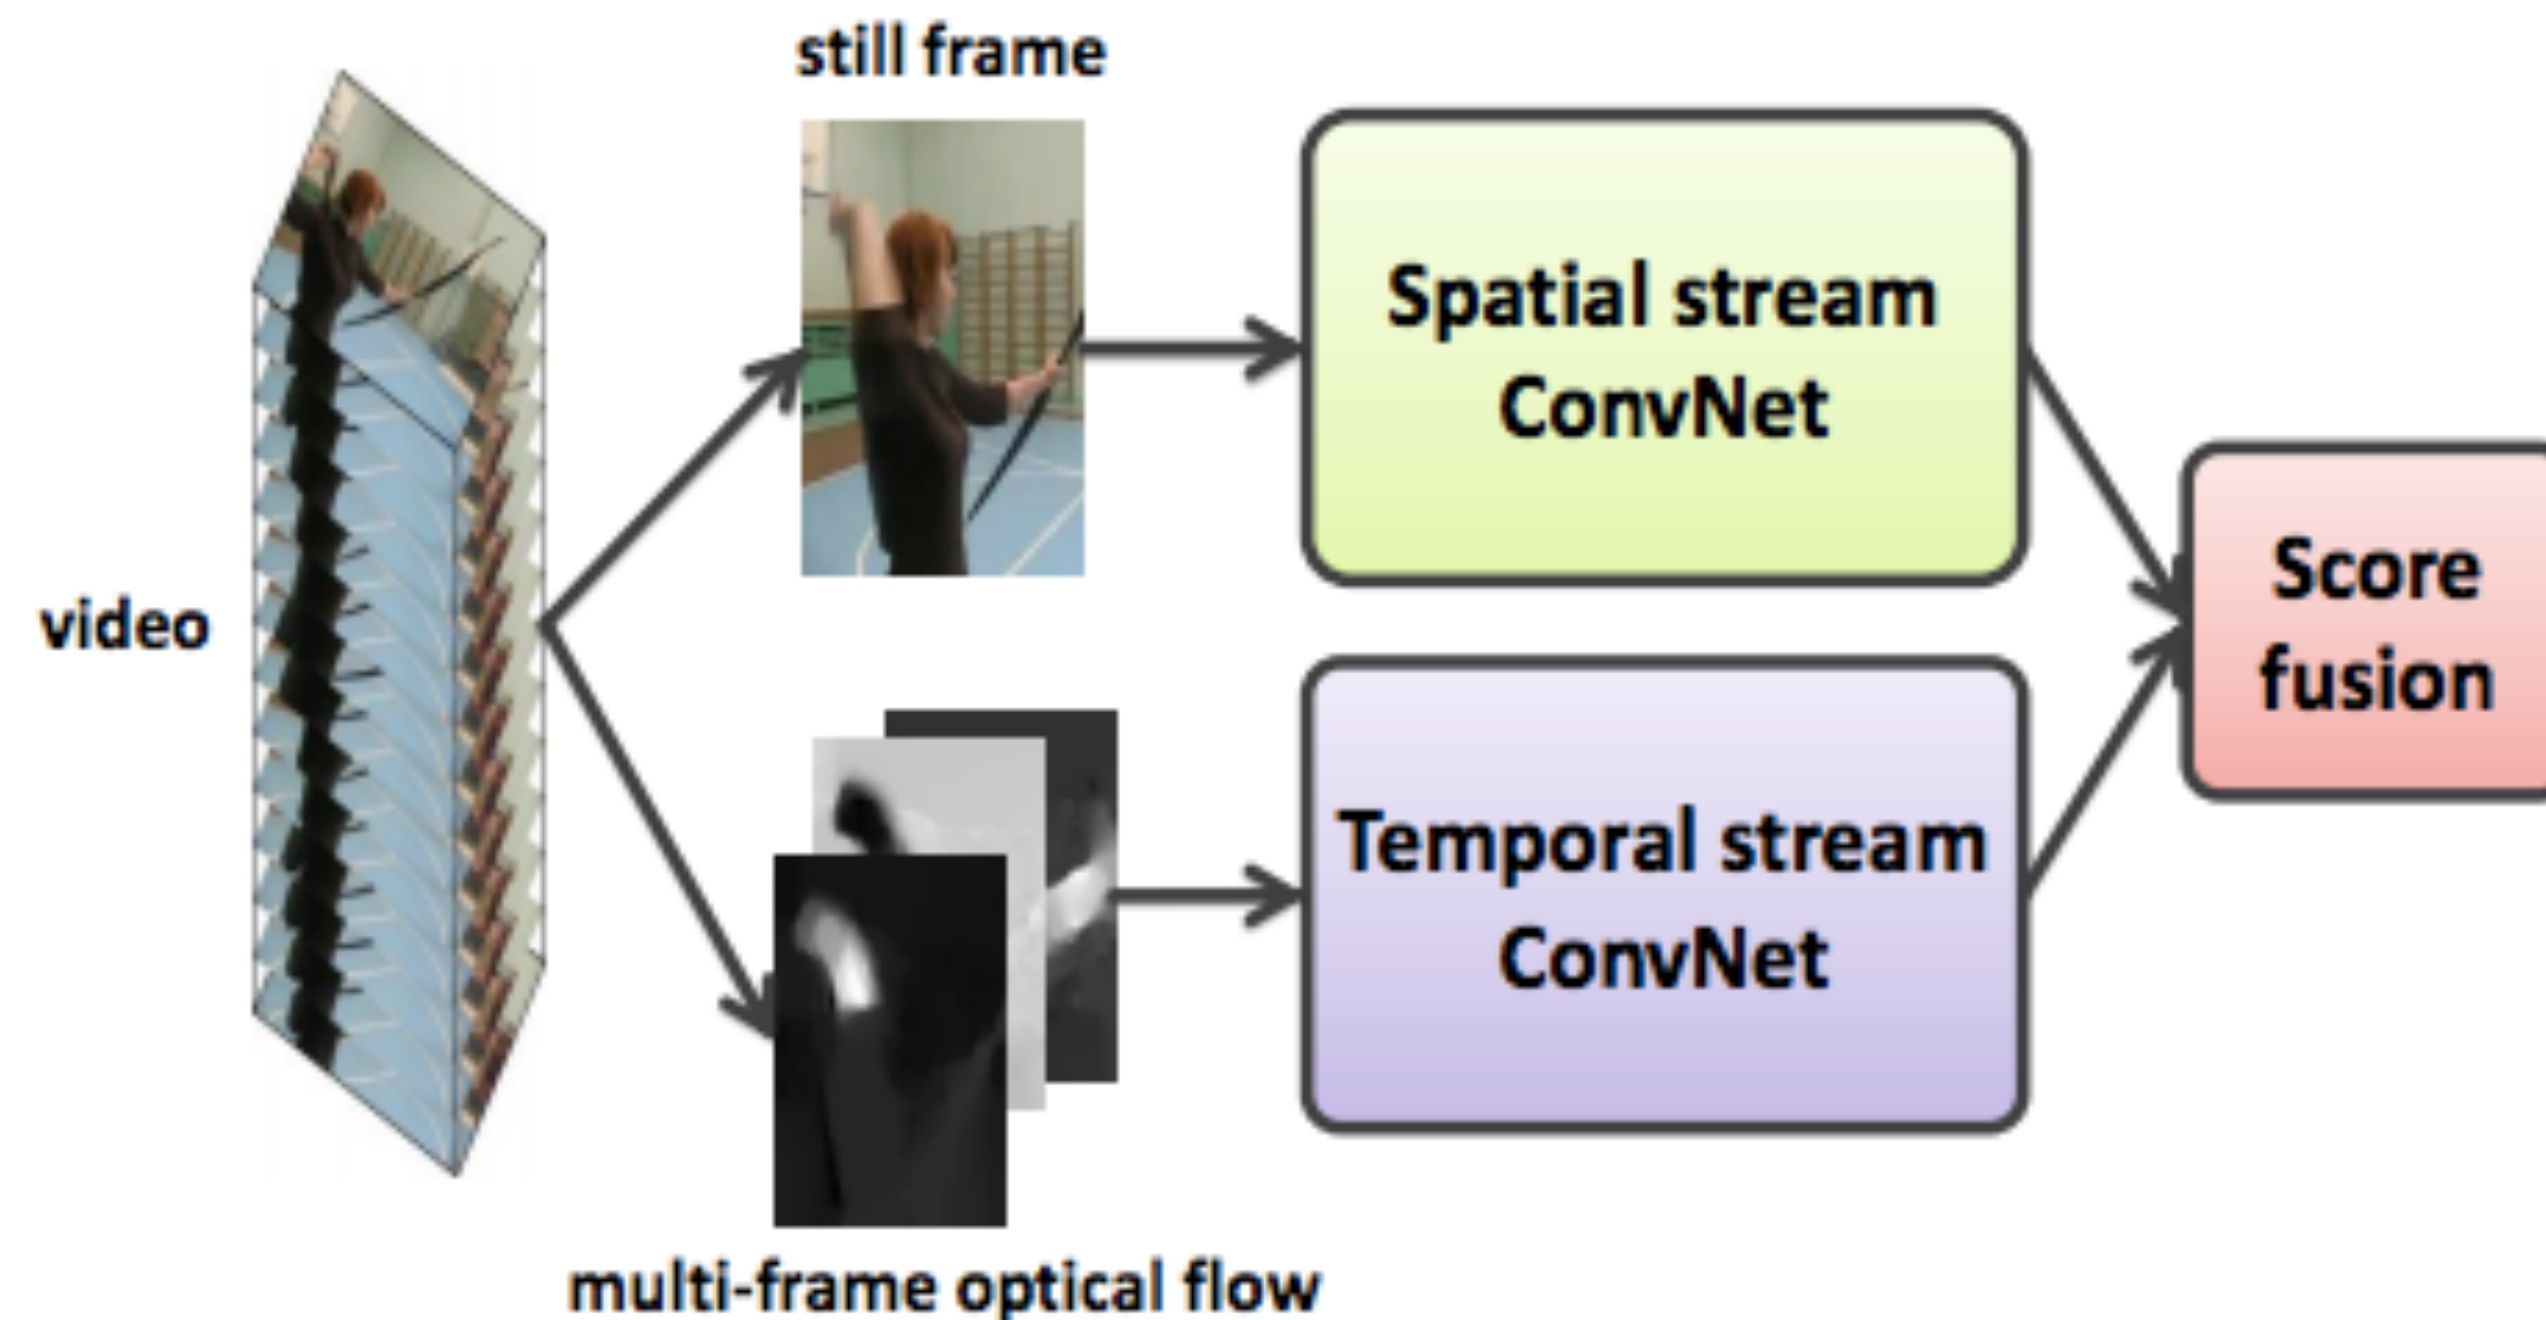 still frame
Spatial stream
ConvNet
video
Score
fusion
Temporal stream
ConvNet
multi-frame optical flow